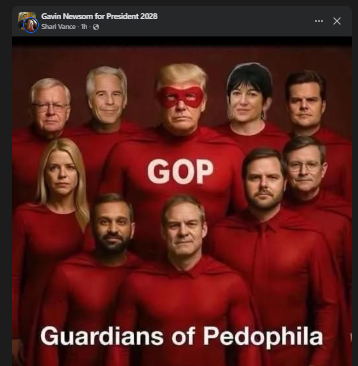 Gavin Newsom for President 2028
Shari Vance · 1h ·
GOP
Guardians of Pedophila